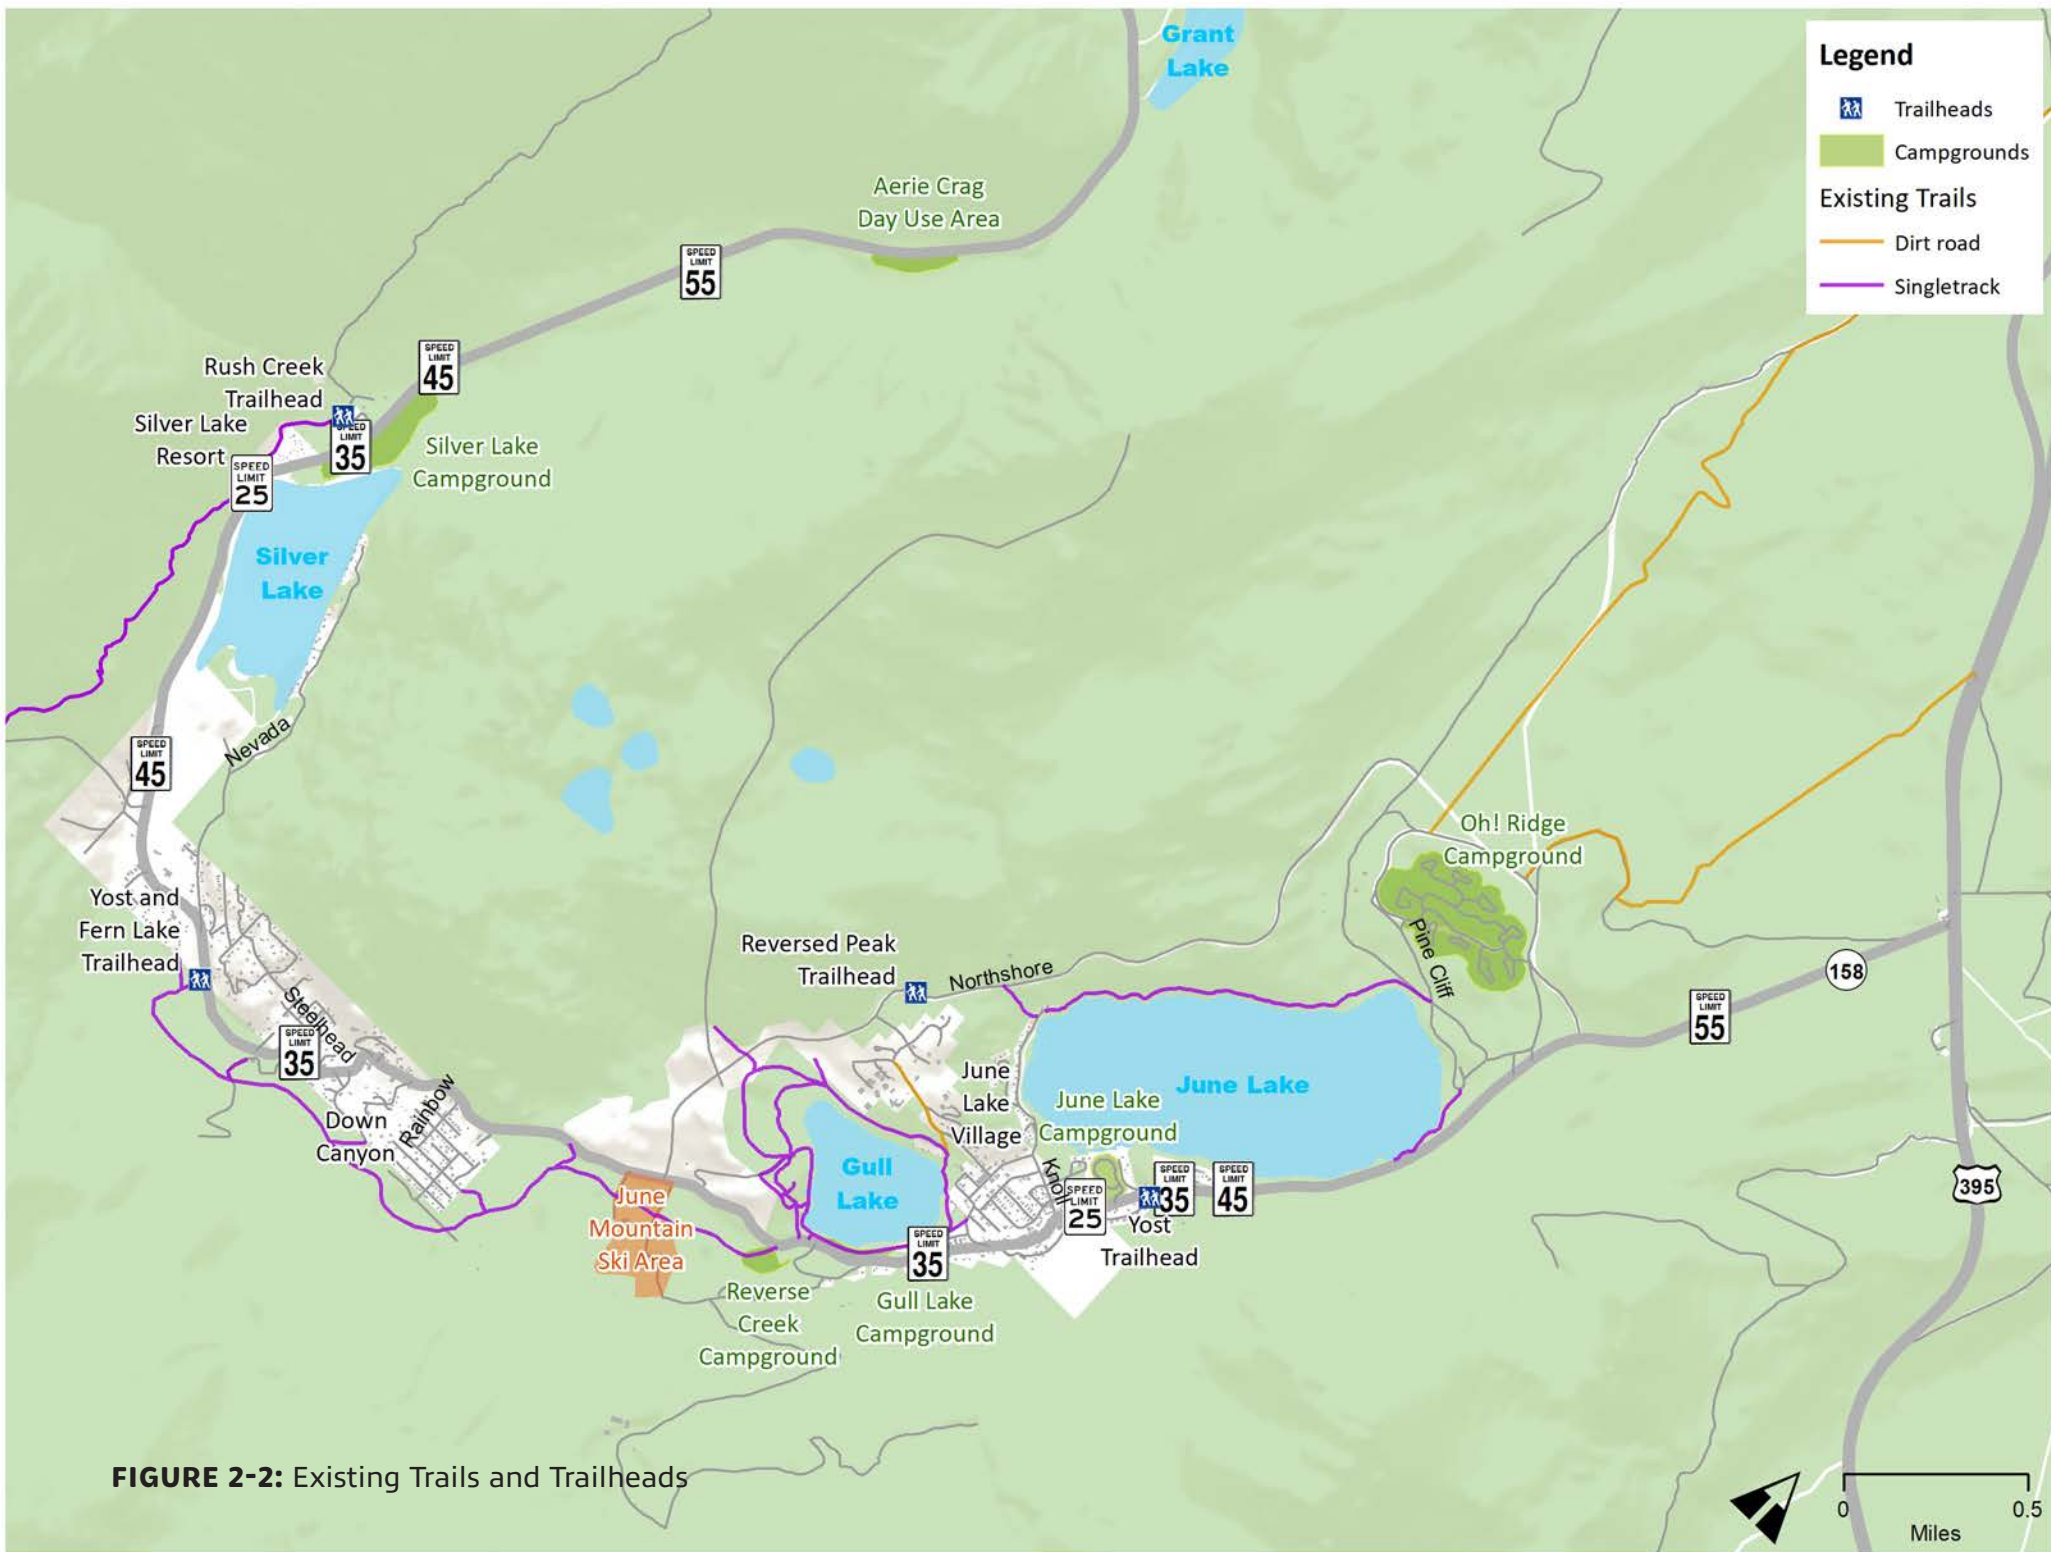 Grant
Lake
Legend
Trailheads
Campgrounds
Existing Trails
Dirt road
Singletrack
Aerie Crag
Day Use Area
SPEED
LIMIT
55
SPEED
LIMIT
45
Rush Creek
Trailhead
Silver Lake
Resort
SPEED
LIMIT
35
SPEED
LIMIT
25
Silver Lake
Campground
Silver
Lake
Nevada
SPEED
LIMIT
45
Yost and
Fern Lake
Trailhead
Steelhead
SPEED
LIMIT
35
Down
Canyon
Rainbow
Reversed Peak
Trailhead
Northshore
Oh! Ridge
Campground
Pine Cliff
158
SPEED
LIMIT
55
June
Lake
Village
June Lake
Campground
June Lake
Gull
Lake
Knoll
SPEED
LIMIT
25
SPEED
LIMIT
35
SPEED
LIMIT
45
Yost
Trailhead
395
June
Mountain
Ski Area
SPEED
LIMIT
35
Reverse
Creek
Campground
Gull Lake
Campground
FIGURE 2-2: Existing Trails and Trailheads
0 0.5
Miles